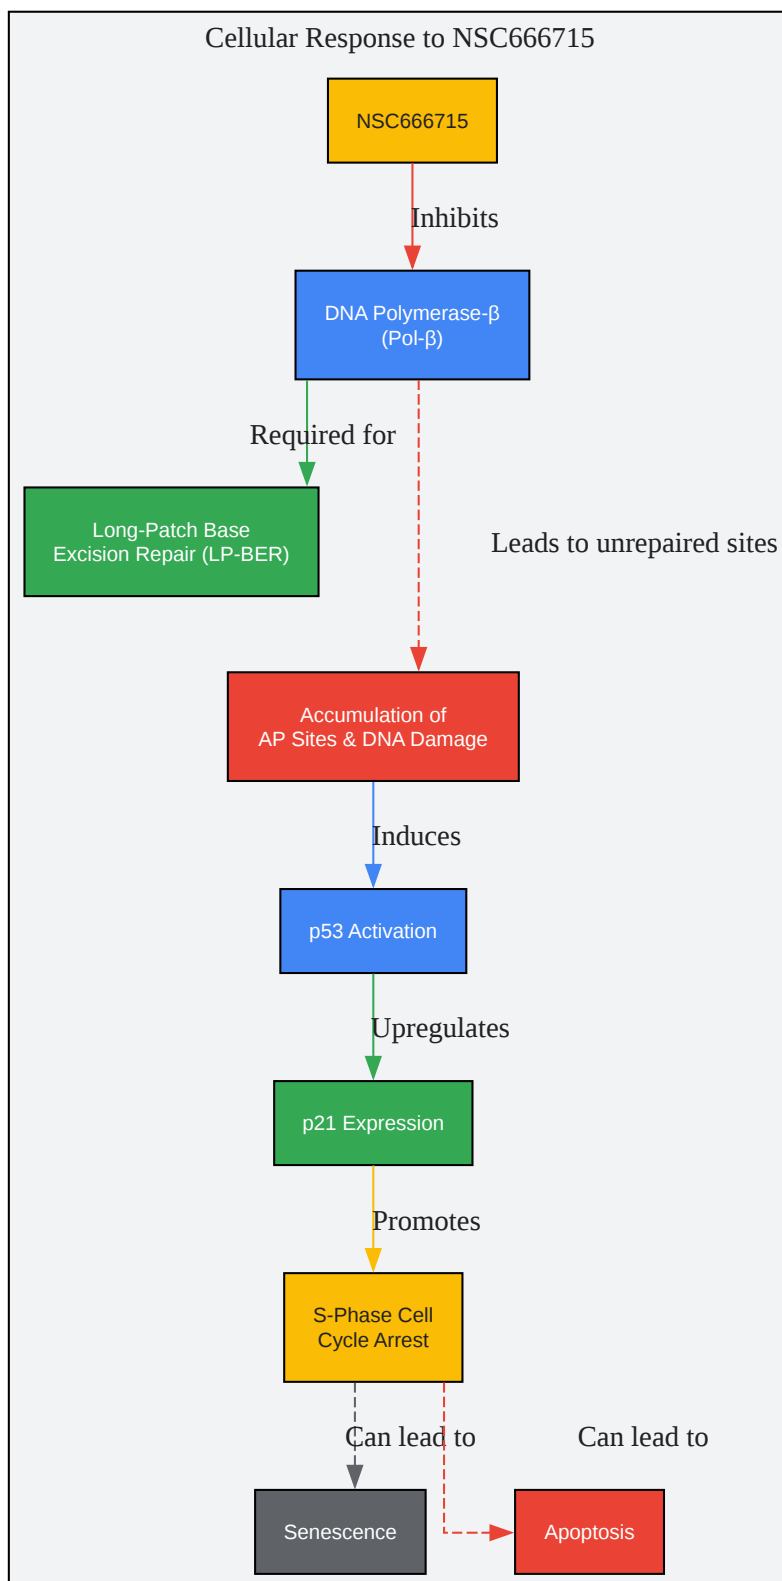 Cellular Response to NSC666715
NSC666715
Inhibits
DNA Polymerase-β
(Pol-β)
Required for
Long-Patch Base
Excision Repair (LP-BER)
Leads to unrepaired sites
Accumulation of
AP Sites & DNA Damage
Induces
p53 Activation
Upregulates
p21 Expression
Promotes
S-Phase Cell
Cycle Arrest
Can lead to
Can lead to
Senescence
Apoptosis